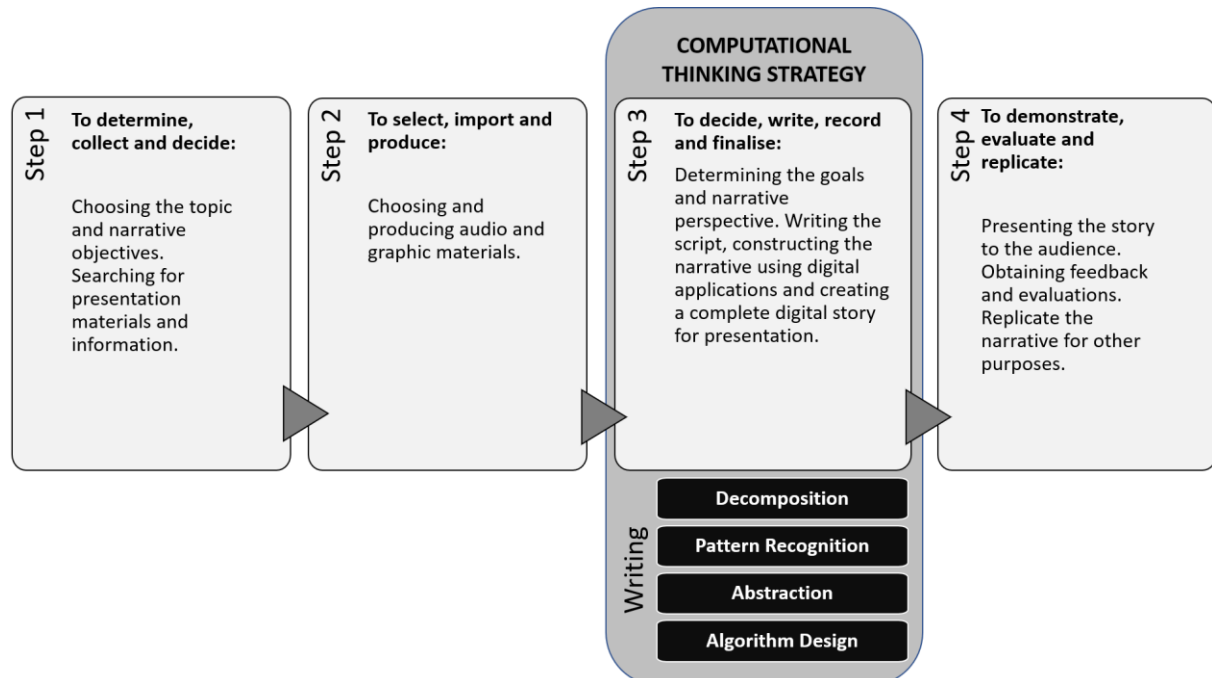 COMPUTATIONAL
THINKING STRATEGY
Step 1
To determine,
collect and decide:
Choosing the topic
and narrative
objectives.
Searching for
presentation
materials and
information.
Step 2
To select, import and
produce:
Choosing and
producing audio and
graphic materials.
Step 3
To decide, write, record
and finalise:
Determining the goals
and narrative
perspective. Writing the
script, constructing the
narrative using digital
applications and creating
a complete digital story
for presentation.
Writing
Decomposition
Pattern Recognition
Abstraction
Algorithm Design
Step 4
To demonstrate,
evaluate and
replicate:
Presenting the story
to the audience.
Obtaining feedback
and evaluations.
Replicate the
narrative for other
purposes.